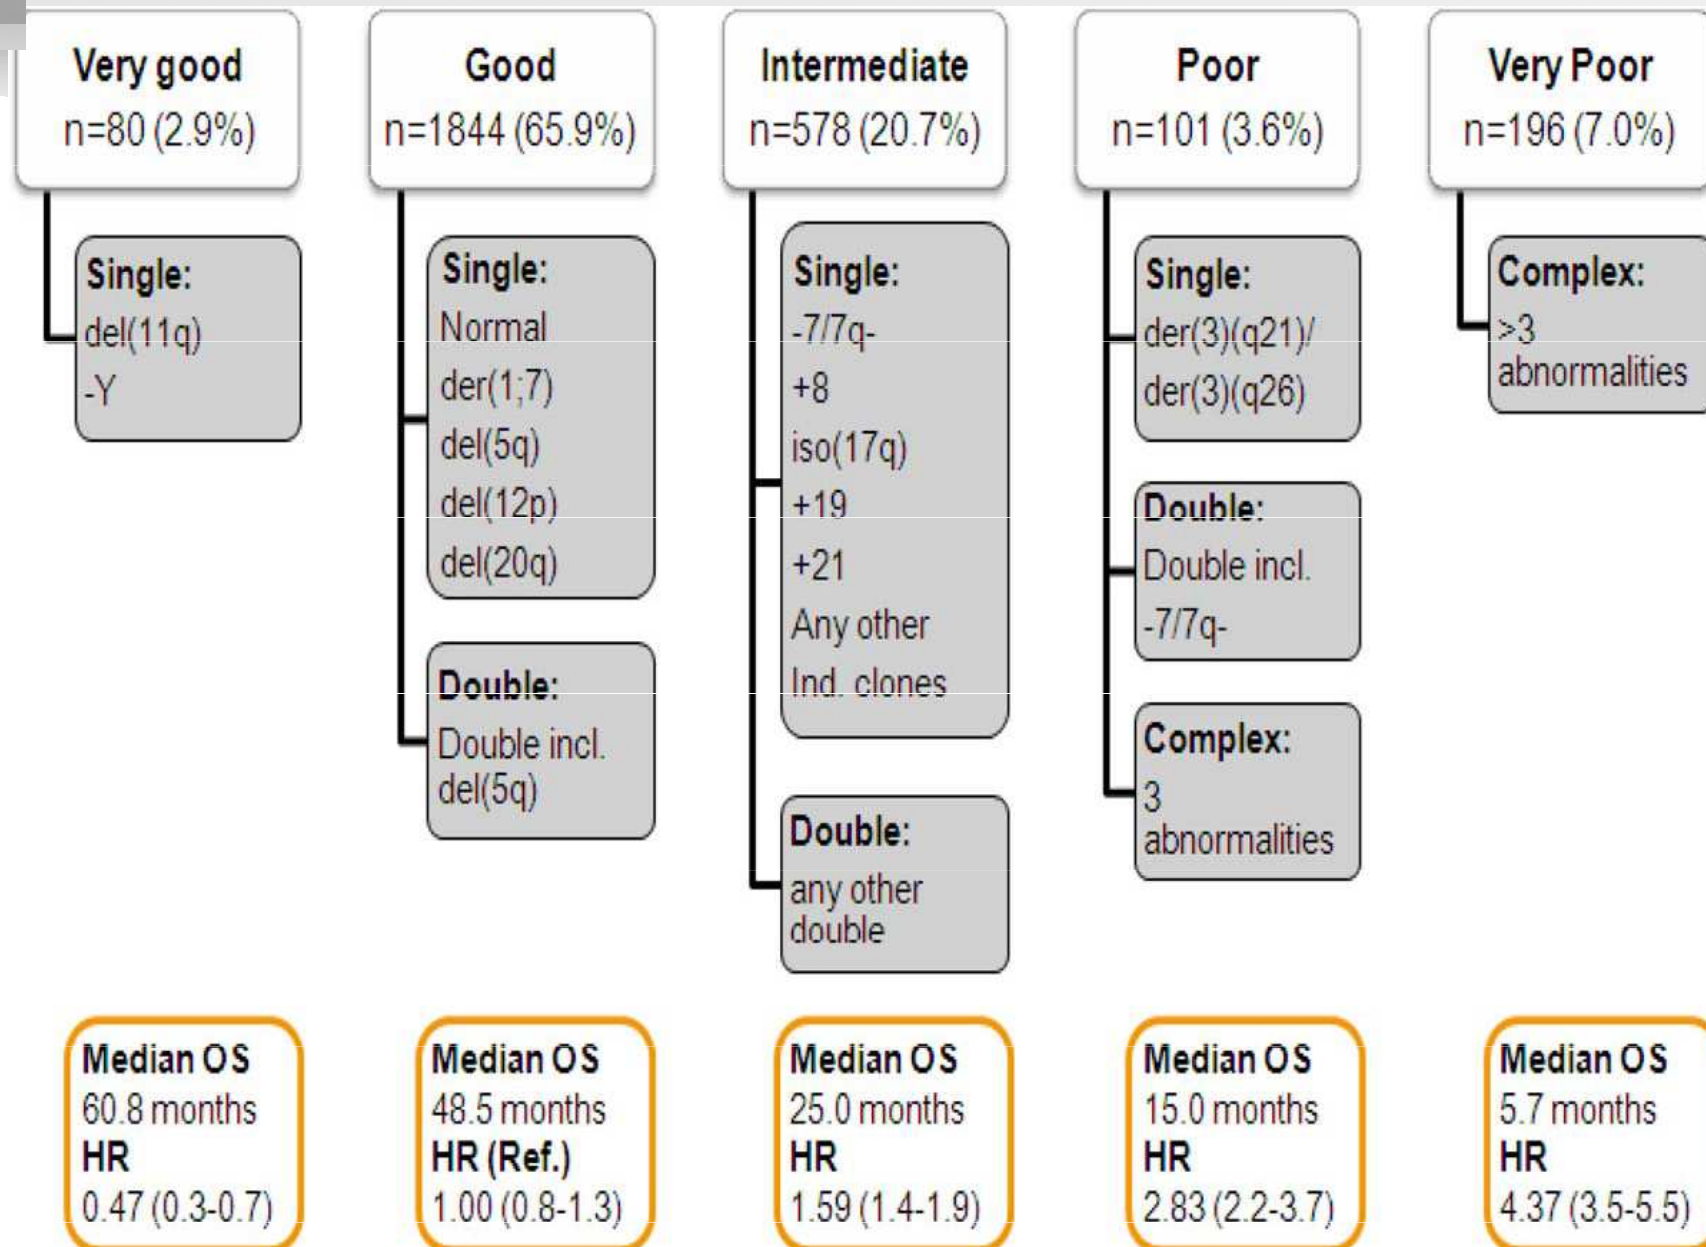 Very good
n=80 (2.9%)
Single:
del(11q)
-Y
Median OS
60.8 months
HR
0.47 (0.3-0.7)
Good
n=1844 (65.9%)
Single:
Normal
der(1;7)
del(5q)
del(12p)
del(20q)
Double:
Double incl.
del(5q)
Median OS
48.5 months
HR (Ref.)
1.00 (0.8-1.3)
Intermediate
n=578 (20.7%)
Single:
-7/7q-
+8
iso(17q)
+19
+21
Any other
Ind. clones
Double:
any other
double
Median OS
25.0 months
HR
1.59 (1.4-1.9)
Poor
n=101 (3.6%)
Single:
der(3)(q21)/
der(3)(q26)
Double:
Double incl.
-7/7q-
Complex:
3
abnormalities
Median OS
15.0 months
HR
2.83 (2.2-3.7)
Very Poor
n=196 (7.0%)
Complex:
>3
abnormalities
Median OS
5.7 months
HR
4.37 (3.5-5.5)